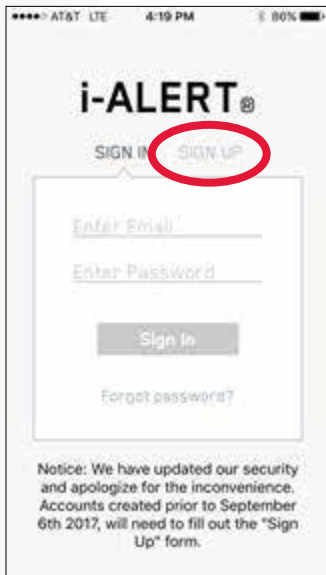 AT&T LTE 4:19 PM 86%
i-ALERT®
SIGN IN SIGN UP
Enter Email
Enter Password
Sign In
Forgot password?
Notice: We have updated our security
and apologize for the inconvenience.
Accounts created prior to September
6th 2017, will need to fill out the "Sign
Up" form.